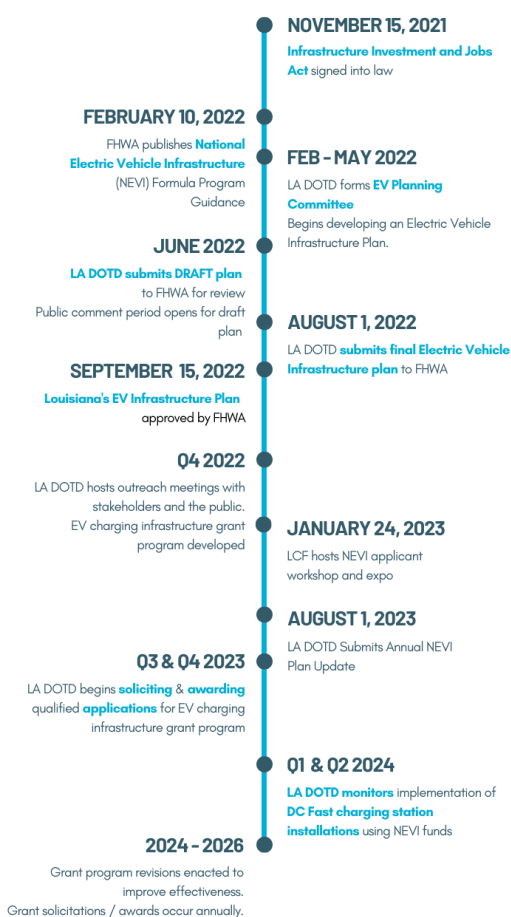 NOVEMBER 15, 2021
Infrastructure Investment and Jobs
Act signed into law
FEBRUARY 10, 2022
FHWA publishes National
Electric Vehicle Infrastructure
(NEVI) Formula Program
Guidance
FEB - MAY 2022
LA DOTD forms EV Planning
Committee
Begins developing an Electric Vehicle
Infrastructure Plan.
JUNE 2022
LA DOTD submits DRAFT plan
to FHWA for review
Public comment period opens for draft
plan
AUGUST 1, 2022
LA DOTD submits final Electric Vehicle
Infrastructure plan to FHWA
SEPTEMBER 15, 2022
Louisiana's EV Infrastructure Plan
approved by FHWA
Q4 2022
LA DOTD hosts outreach meetings with
stakeholders and the public.
EV charging infrastructure grant
program developed
JANUARY 24, 2023
LCF hosts NEVI applicant
workshop and expo
AUGUST 1, 2023
LA DOTD Submits Annual NEVI
Plan Update
Q3 & Q4 2023
LA DOTD begins soliciting & awarding
qualified applications for EV charging
infrastructure grant program
Q1 & Q2 2024
LA DOTD monitors implementation of
DC Fast charging station
installations using NEVI funds
2024 - 2026
Grant program revisions enacted to
improve effectiveness.
Grant solicitations / awards occur annually.